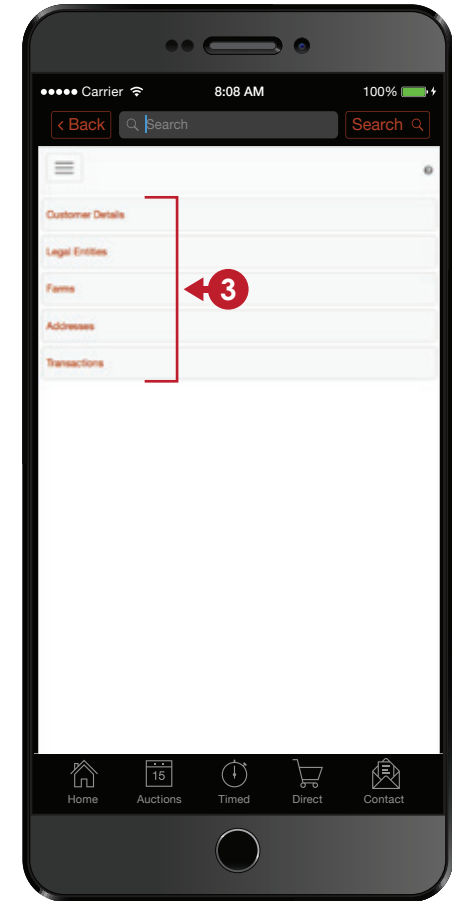 Carrier 8:08 AM 100%
< Back Search Search
Customer Details
Legal Entities
Farms
3
Addresses
Transactions
15
Home Auctions Timed Direct Contact